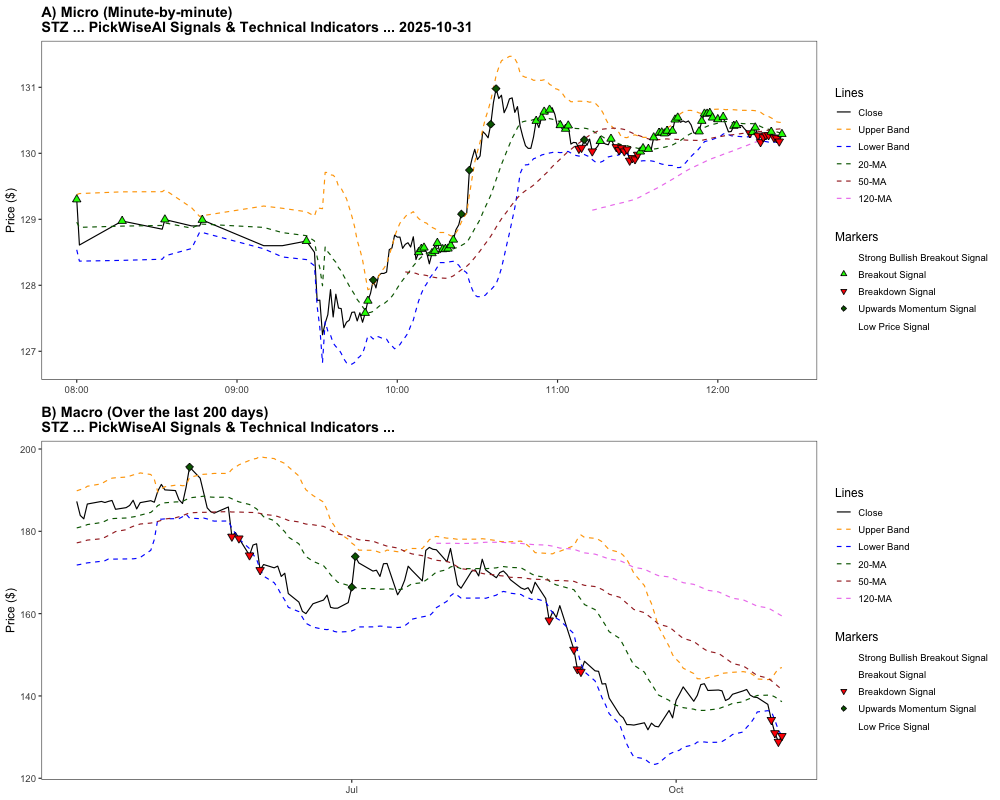 A) Micro (Minute-by-minute)
STZ ... PickWiseAI Signals & Technical Indicators ... 2025-10-31
Price ($)
131
130
129
128
127
08:00
09:00
10:00
11:00
12:00
Lines
Close
Upper Band
Lower Band
20-MA
50-MA
120-MA
Markers
Strong Bullish Breakout Signal
Breakout Signal
Breakdown Signal
Upwards Momentum Signal
Low Price Signal
B) Macro (Over the last 200 days)
STZ ... PickWiseAI Signals & Technical Indicators ...
Price ($)
200
180
160
140
120
Jul
Oct
Lines
Close
Upper Band
Lower Band
20-MA
50-MA
120-MA
Markers
Strong Bullish Breakout Signal
Breakout Signal
Breakdown Signal
Upwards Momentum Signal
Low Price Signal